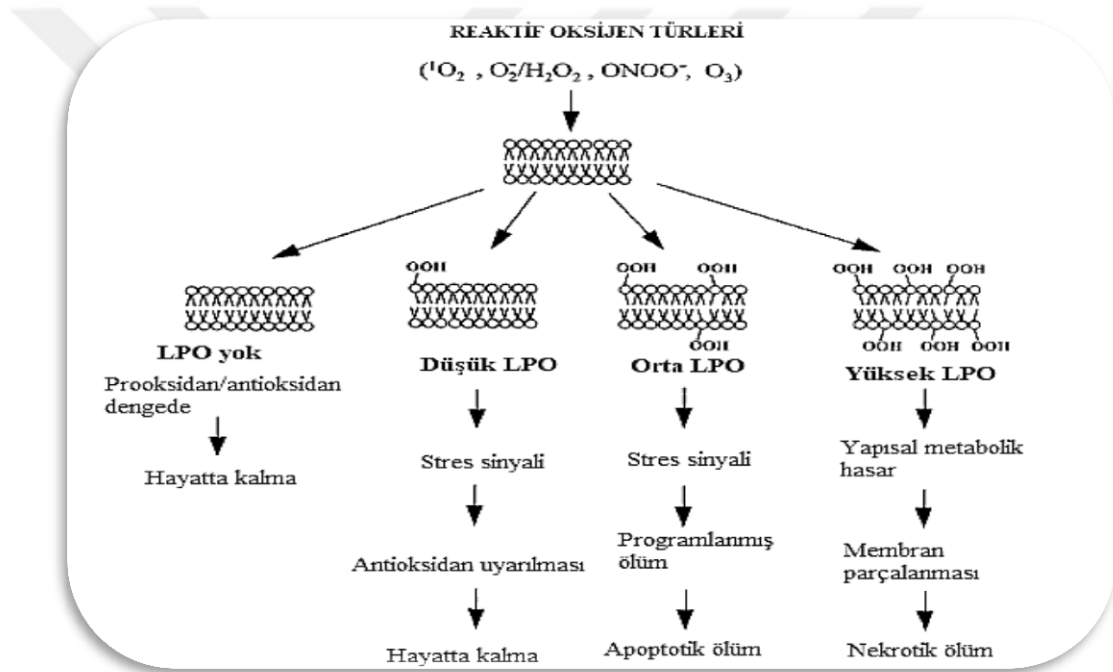 REAKTİF OKSİJEN TÜRLERİ
(¹O₂ , O₂⁻/H₂O₂ , ONOO⁻, O₃)
OOH
OOH OOH
OOH
OOH OOH OOH
OOH OOH OOH
LPO yok
Prooksidan/antioksidan
dengede
Hayatta kalma
Düşük LPO
Stres sinyali
Antioksidan uyarılması
Hayatta kalma
Orta LPO
Stres sinyali
Programlanmış
ölüm
Apoptotik ölüm
Yüksek LPO
Yapısal metabolik
hasar
Membran
parçalanması
Nekrotik ölüm